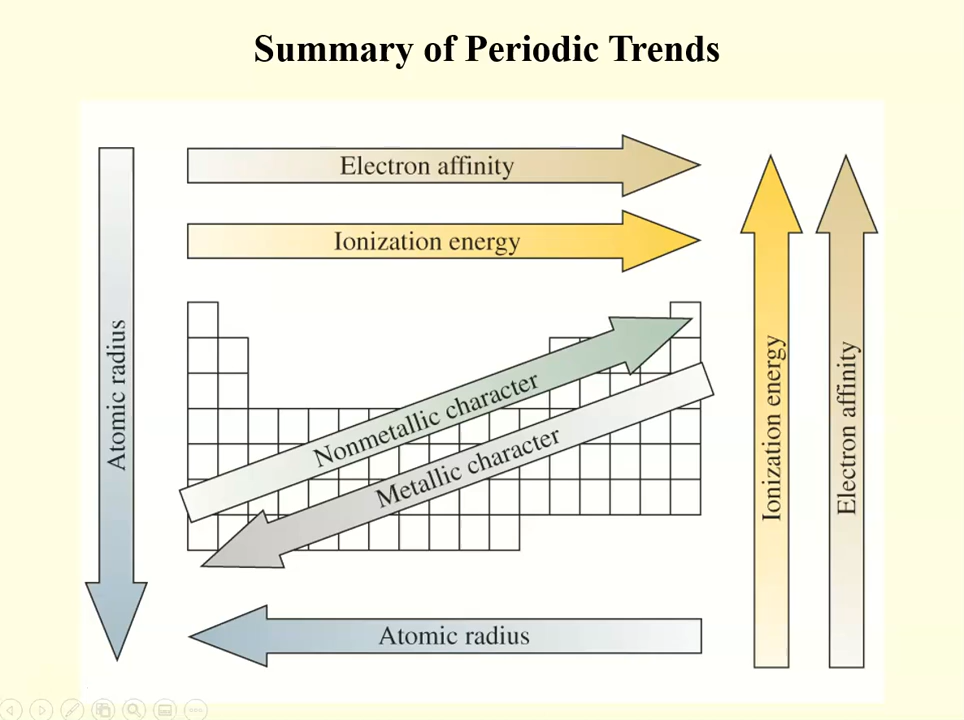 Summary of Periodic Trends
Electron affinity
Ionization energy
Atomic radius
Nonmetallic character
Metallic character
Ionization energy
Electron affinity
Atomic radius